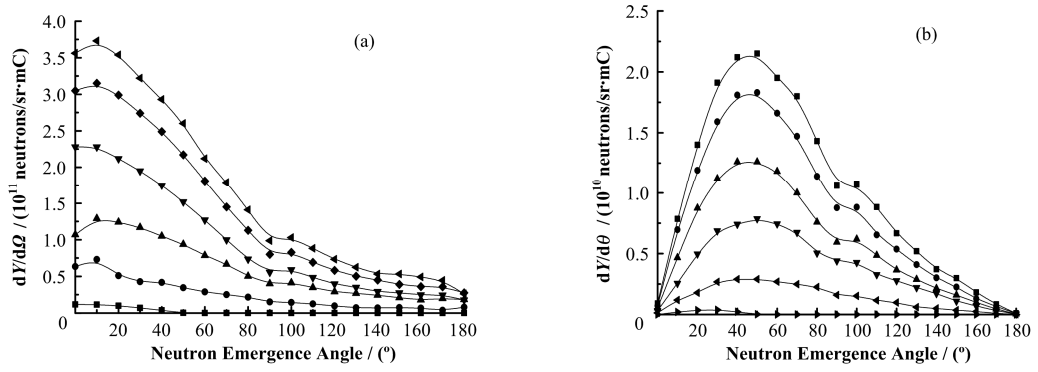 (a)
4.0
3.5
3.0
2.5
2.0
1.5
1.0
0.5
0
20 40 60 80 100 120 140 160 180
dY/dΩ / (10¹¹ neutrons/sr·mC)
Neutron Emergence Angle / (º)
(b)
2.5
2.0
1.5
1.0
0.5
0
20 40 60 80 100 120 140 160 180
dY/dθ / (10¹⁰ neutrons/sr·mC)
Neutron Emergence Angle / (º)